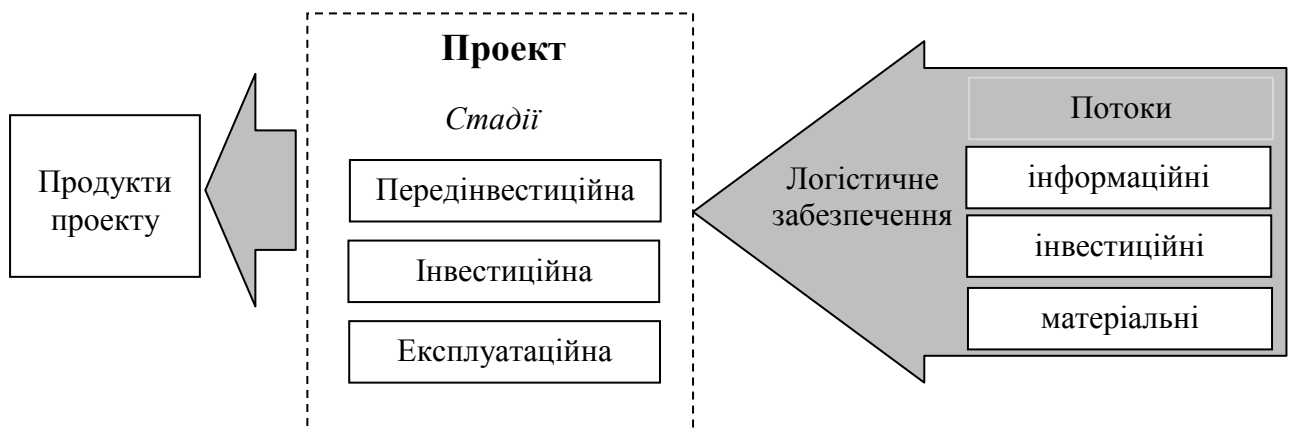 Проект
Стадії
Передінвестиційна
Інвестиційна
Експлуатаційна
Продукти
проекту
Логістичне
забезпечення
Потоки
інформаційні
інвестиційні
матеріальні